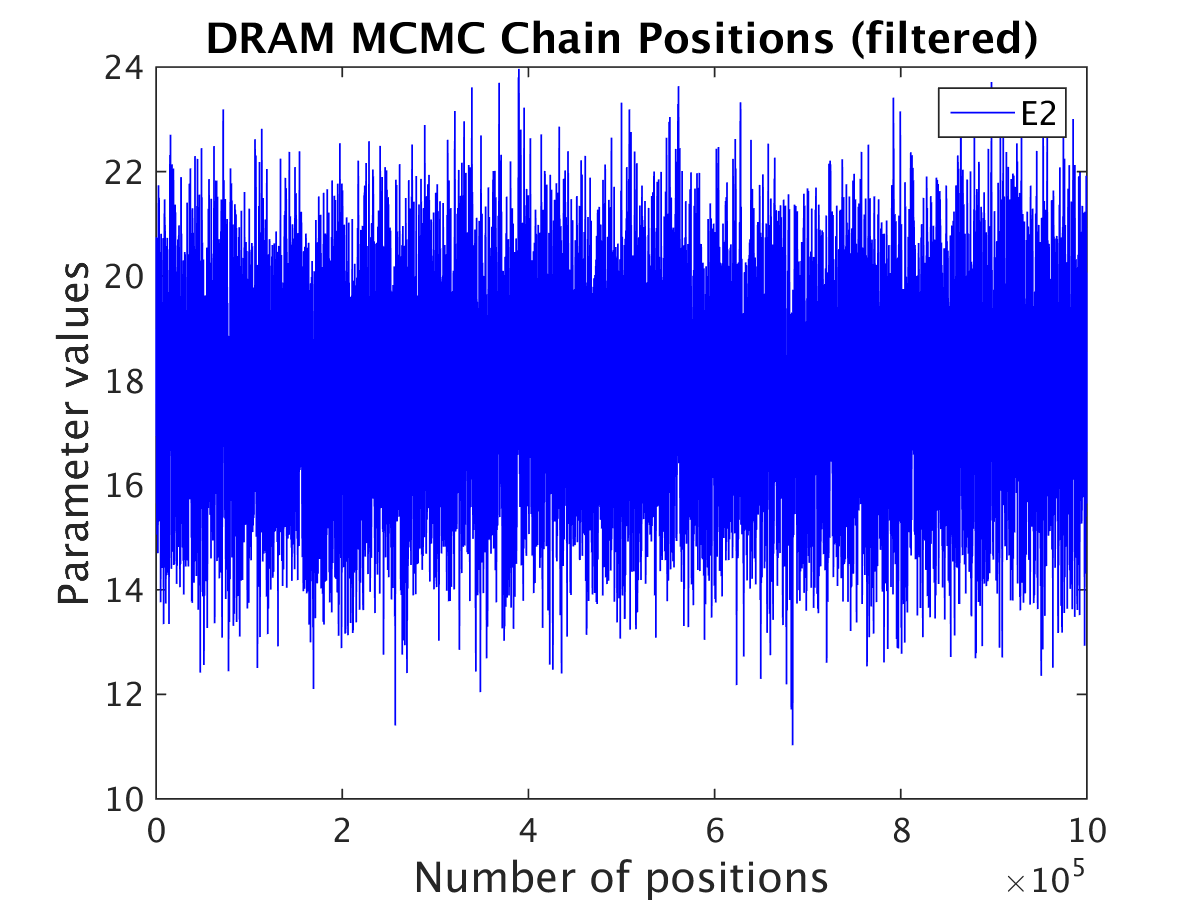 DRAM MCMC Chain Positions (filtered)
E2
Parameter values
24
22
20
18
16
14
12
10
0 2 4 6 8 10
Number of positions
×10^5